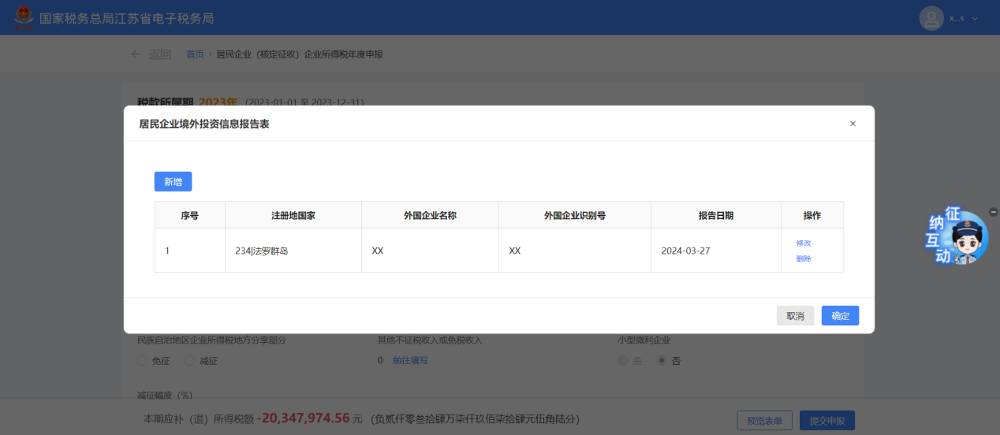 国家税务总局江苏省电子税务局
X...s
返回 首页 › 居民企业（核定征收）企业所得税年度申报
税款所属期 2023年 （2023-01-01 至 2023-12-31）
居民企业境外投资信息报告表
新增
序号 注册地国家 外国企业名称 外国企业识别号 报告日期 操作
1 234|法罗群岛 XX XX 2024-03-27 修改
删除
征
纳
互
动
取消 确定
民族自治地区企业所得税地方分享部分 其他不征税收入或免税收入 小型微利企业
免征 减征 0 前往填写 是 否
减征幅度（%）
本期应补（退）所得税额 -20,347,974.56 元 （负贰仟零叁拾肆万柒仟玖佰柒拾肆元伍角陆分） 预览表单 提交申报